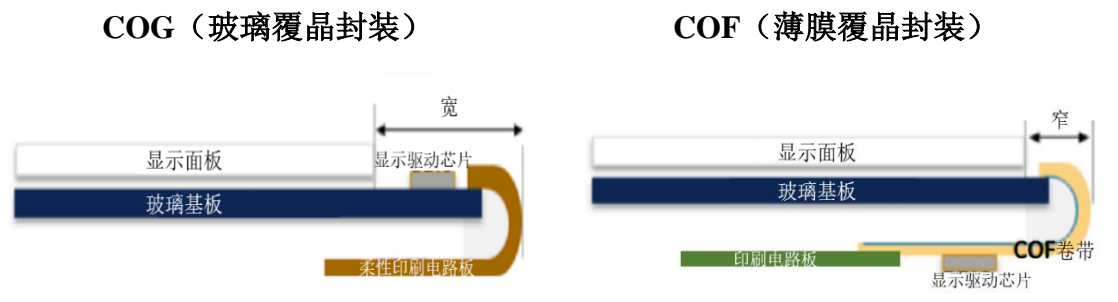 COG（玻璃覆晶封装）
宽
显示面板
显示驱动芯片
玻璃基板
柔性印刷电路板
COF（薄膜覆晶封装）
窄
显示面板
玻璃基板
COF卷带
印刷电路板
显示驱动芯片